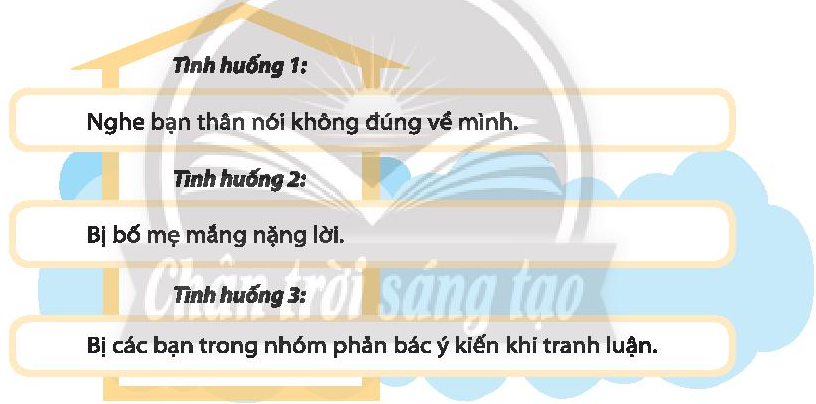 Tình huống 1:
Nghe bạn thân nói không đúng về mình.
Tình huống 2:
Bị bố mẹ mắng nặng lời.
Chân trời sáng tạo
Tình huống 3:
Bị các bạn trong nhóm phản bác ý kiến khi tranh luận.